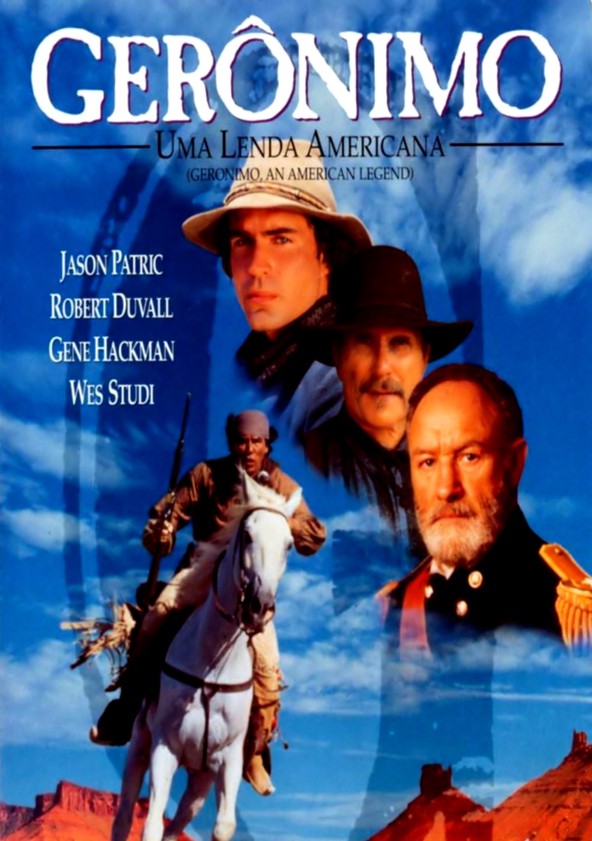 GERÔNIMO
UMA LENDA AMERICANA
(GERONIMO, AN AMERICAN LEGEND)
JASON PATRIC
ROBERT DUVALL
GENE HACKMAN
WES STUDI